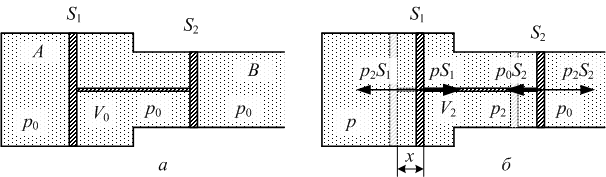 S₁
S₂
A
B
p₀
V₀
p₀
p₀
а
S₁
S₂
p₂S₁
pS₁
p₀S₂
p₂S₂
p
V₂
p₂
p₀
x
б